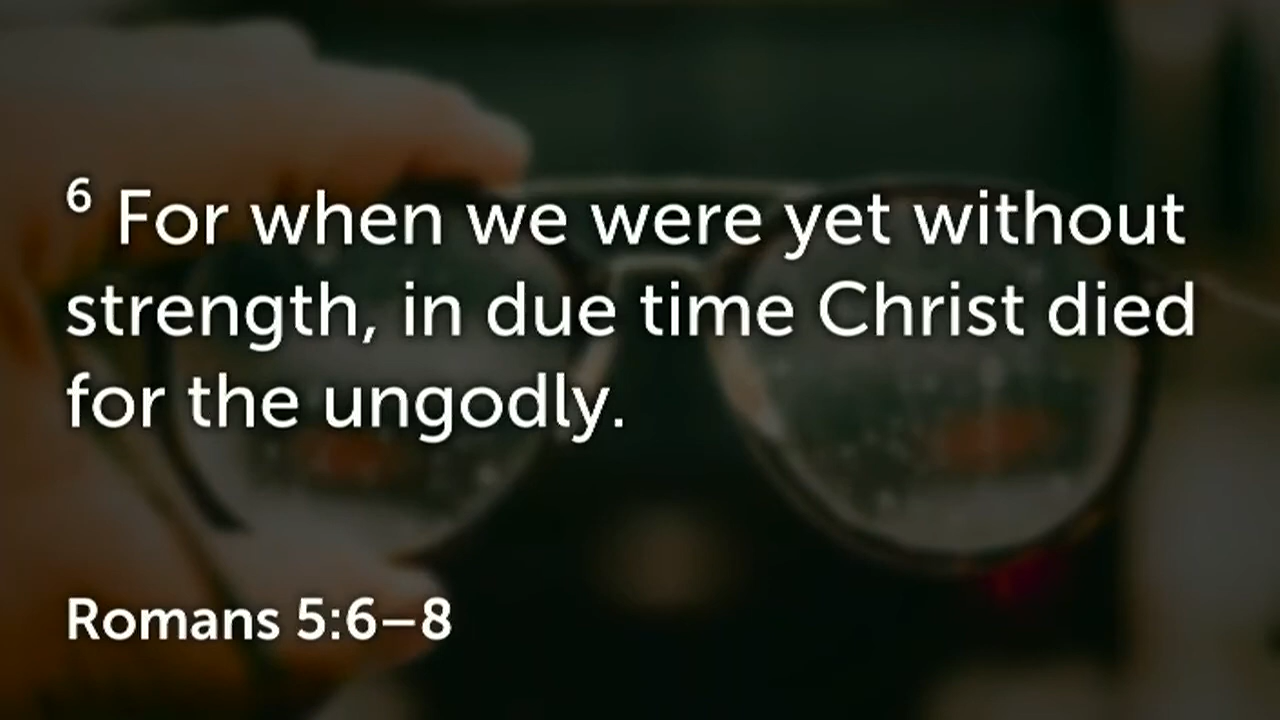 6 For when we were yet without
strength, in due time Christ died
for the ungodly.
Romans 5:6–8